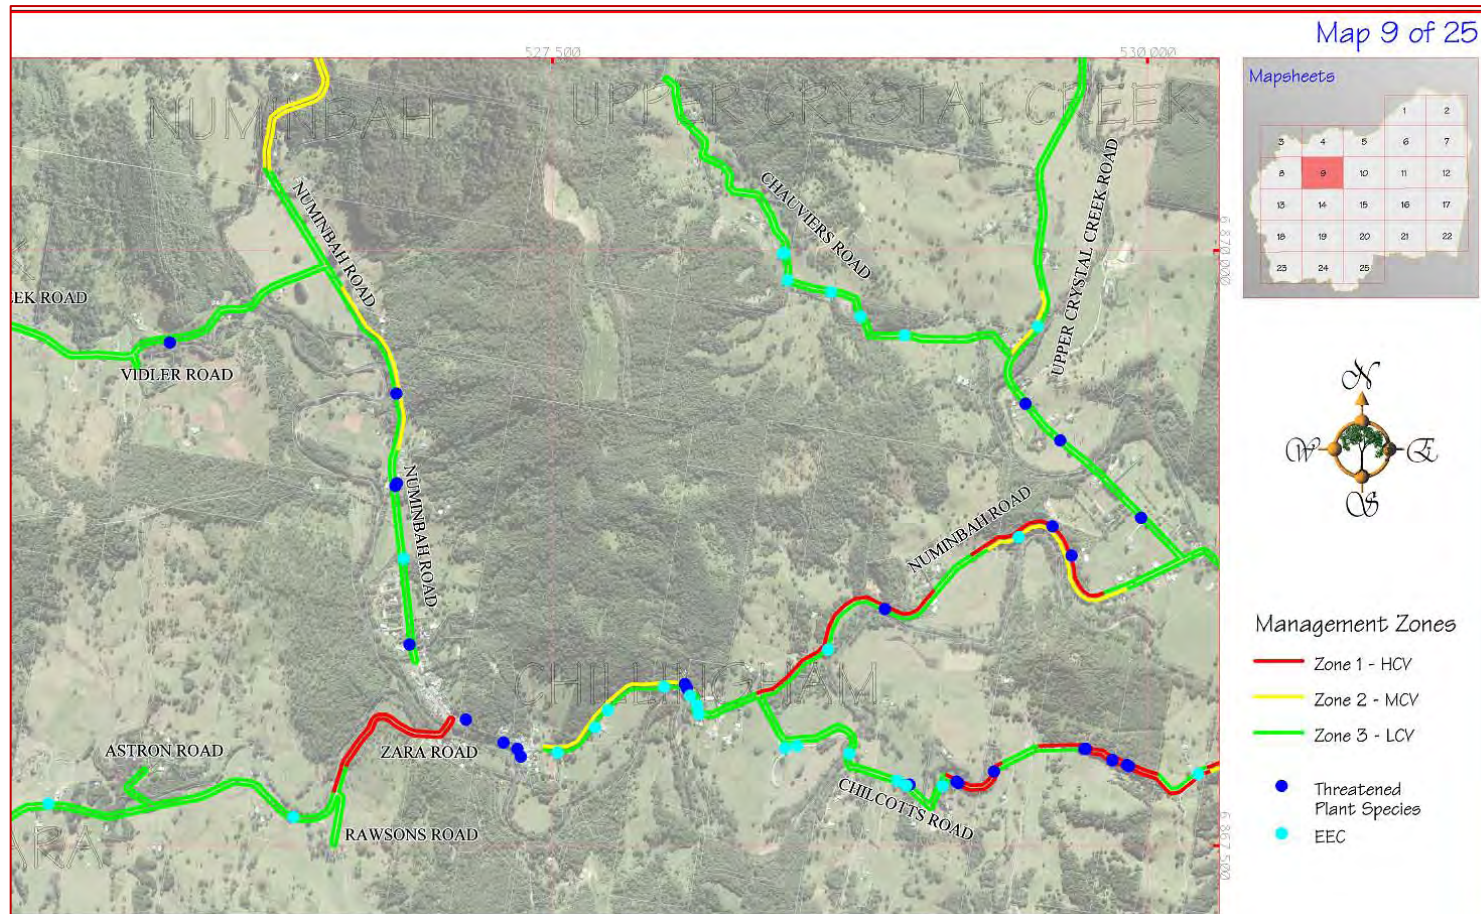 Map 9 of 25
527,500
530,000
NUMINBAH
UPPER CRYSTAL CREEK
Mapsheets
1 2
3 4 5 6 7
8 9 10 11 12
13 14 15 16 17
18 19 20 21 22
23 24 25
NUMINBAH ROAD
CHAUVIERS ROAD
UPPER CRYSTAL CREEK ROAD
6,870,000
EEK ROAD
VIDLER ROAD
N
W E
S
NUMINBAH ROAD
NUMINBAH ROAD
Management Zones
Zone 1 - HCV
Zone 2 - MCV
Zone 3 - LCV
Threatened
Plant Species
EEC
CHILLINGHAM
ASTRON ROAD
ZARA ROAD
CHILCOTTS ROAD
RAWSONS ROAD
ARA
6,867,500